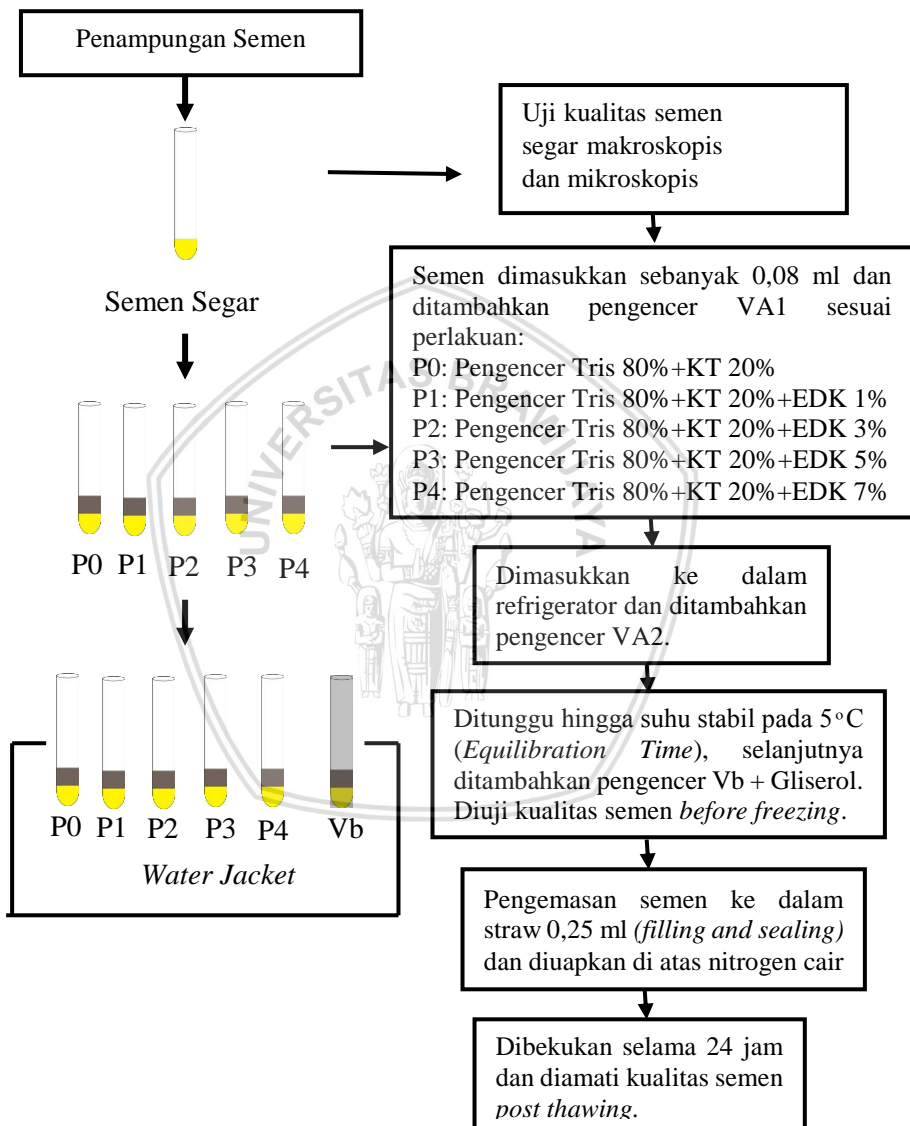 Penampungan Semen
Uji kualitas semen
segar makroskopis
dan mikroskopis
Semen Segar
Semen dimasukkan sebanyak 0,08 ml dan
ditambahkan pengencer VA1 sesuai
perlakuan:
P0: Pengencer Tris 80%+KT 20%
P1: Pengencer Tris 80%+KT 20%+EDK 1%
P2: Pengencer Tris 80%+KT 20%+EDK 3%
P3: Pengencer Tris 80%+KT 20%+EDK 5%
P4: Pengencer Tris 80%+KT 20%+EDK 7%
P0 P1 P2 P3 P4
Dimasukkan ke dalam
refrigerator dan ditambahkan
pengencer VA2.
Ditunggu hingga suhu stabil pada 5°C
(Equilibration Time), selanjutnya
ditambahkan pengencer Vb + Gliserol.
Diuji kualitas semen before freezing.
P0 P1 P2 P3 P4 Vb
Water Jacket
Pengemasan semen ke dalam
straw 0,25 ml (filling and sealing)
dan diuapkan di atas nitrogen cair
Dibekukan selama 24 jam
dan diamati kualitas semen
post thawing.
UNIVERSITAS BRAWIJAYA